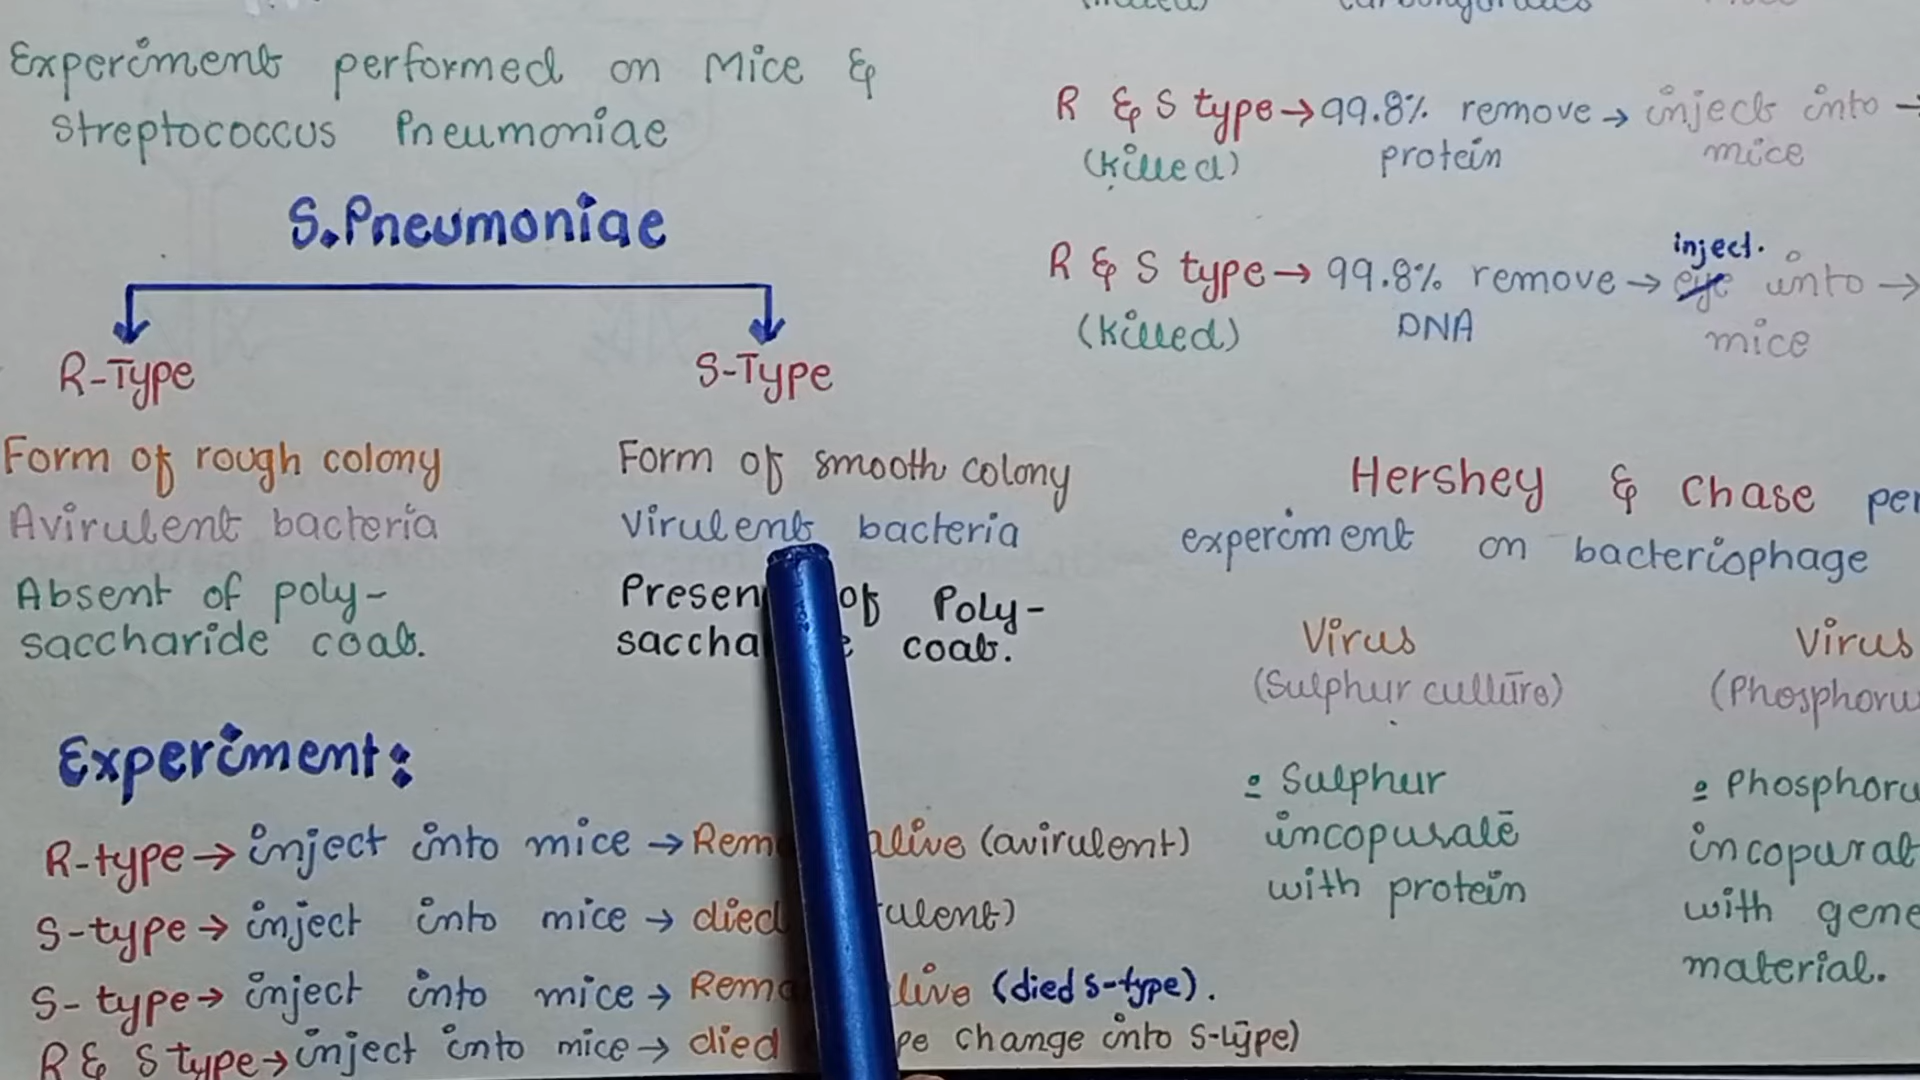 Experiment performed on Mice &
Streptococcus Pneumoniae
S. Pneumoniae
R-Type
S-Type
Form of rough colony
Avirulent bacteria
Absent of poly-
saccharide coat.
Form of smooth colony
Virulent bacteria
of Poly-
coat.
Experiment:
R-type → inject into mice → alive (avirulent)
S-type → inject into mice → died
S-type → inject into mice → (died s-type).
R & S type → inject into mice → died change into S-type)
R & S type → 99.8% remove → inject into →
(killed) protein mice
inject.
R & S type → 99.8% remove → into →
(killed) DNA mice
Hershey & Chase
experiment on bacteriophage
Virus
(Sulphur culture)
: Sulphur
incopurate
with protein
Virus
: 
with
material.